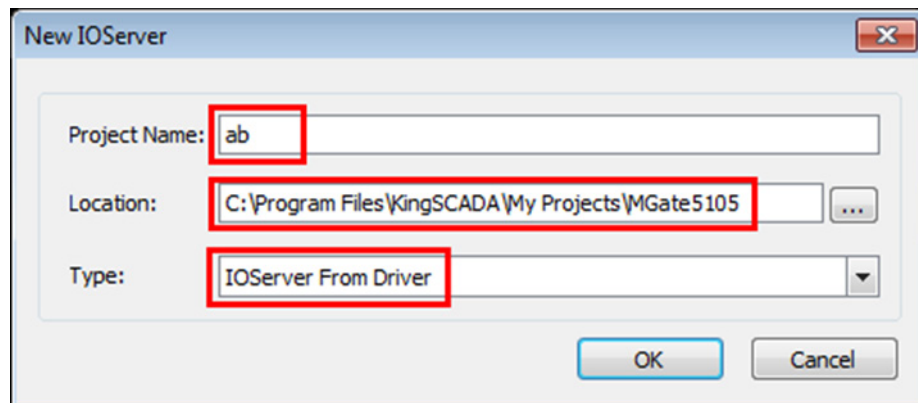 New IOServer
Project Name: ab
Location: C:\Program Files\KingSCADA\My Projects\MGate5105 ...
Type: IOServer From Driver
OK Cancel